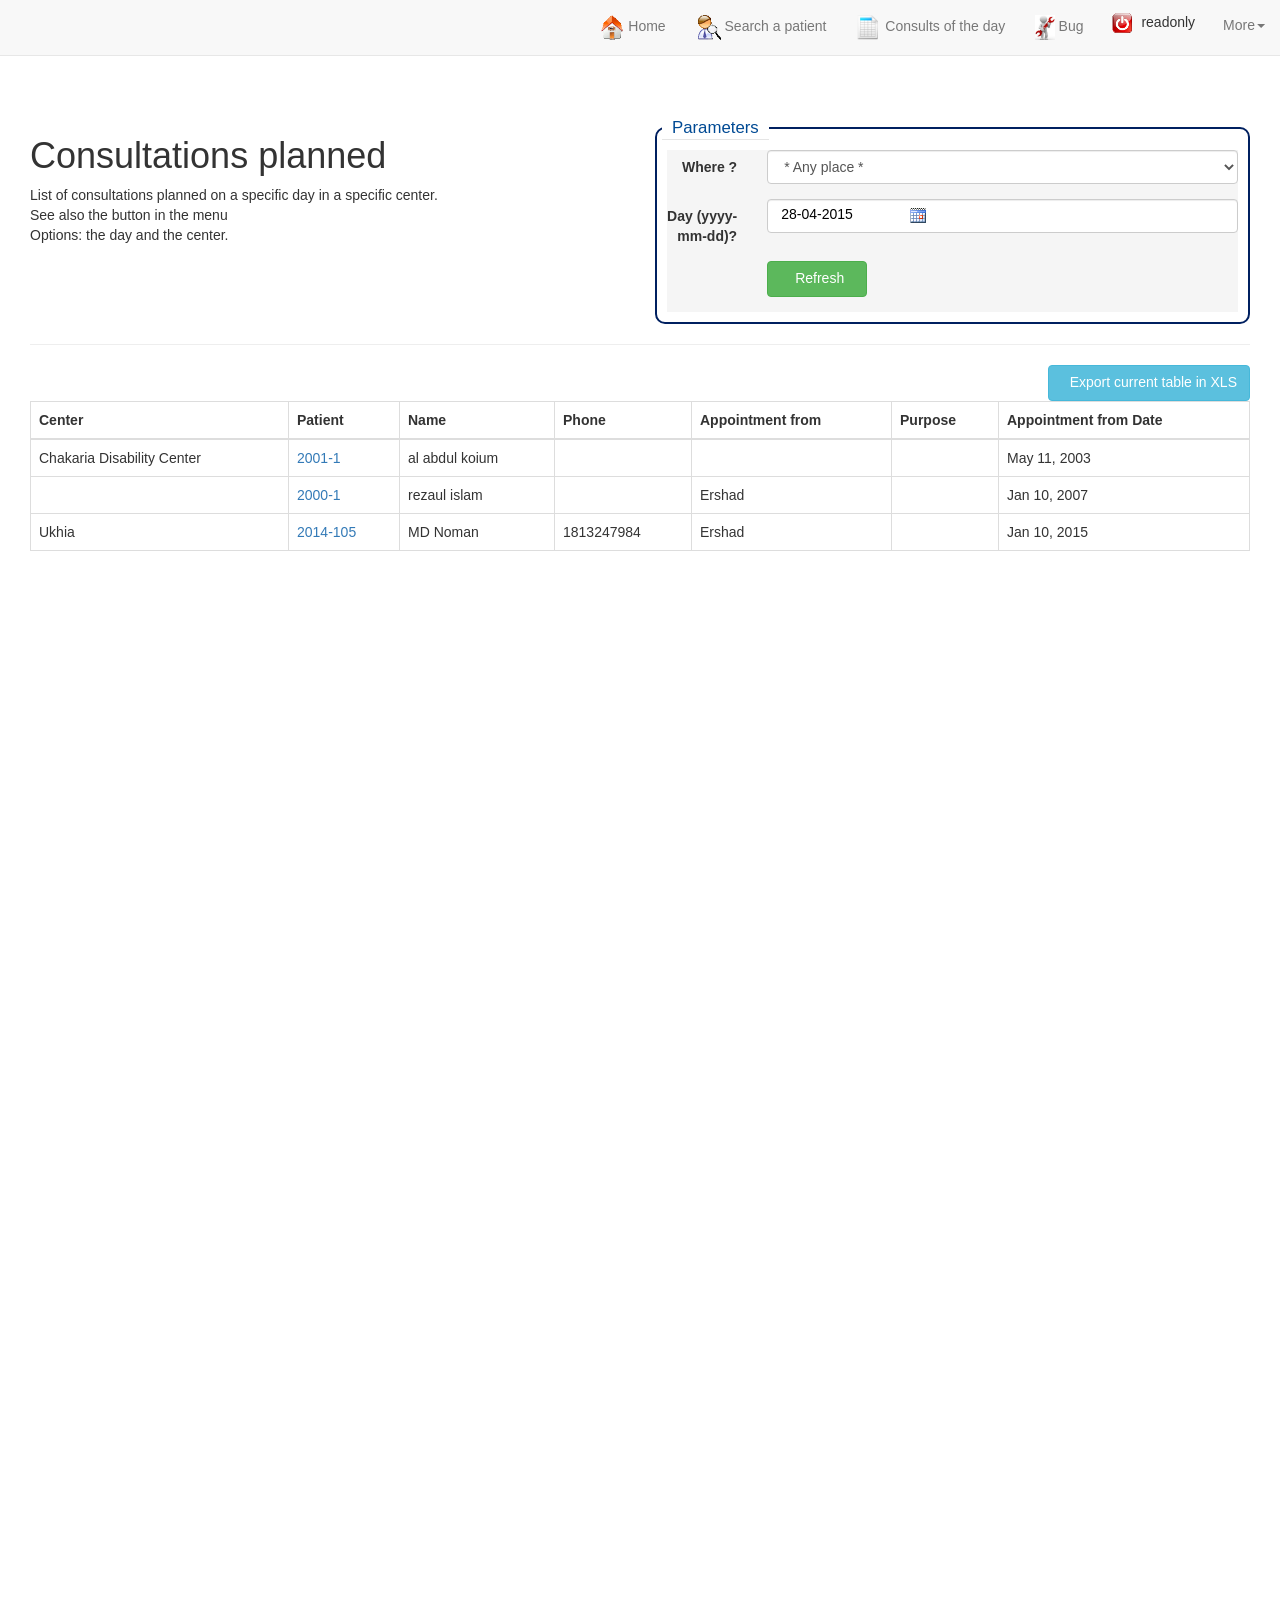 Home Search a patient Consults of the day Bug readonly More
Parameters
Consultations planned
Where ? * Any place *
List of consultations planned on a specific day in a specific center.
See also the button in the menu
Options: the day and the center.
Day (yyyy-mm-dd)? 28-04-2015
Refresh
Export current table in XLS
Center Patient Name Phone Appointment from Purpose Appointment from Date
Chakaria Disability Center 2001-1 al abdul koium May 11, 2003
2000-1 rezaul islam Ershad Jan 10, 2007
Ukhia 2014-105 MD Noman 1813247984 Ershad Jan 10, 2015